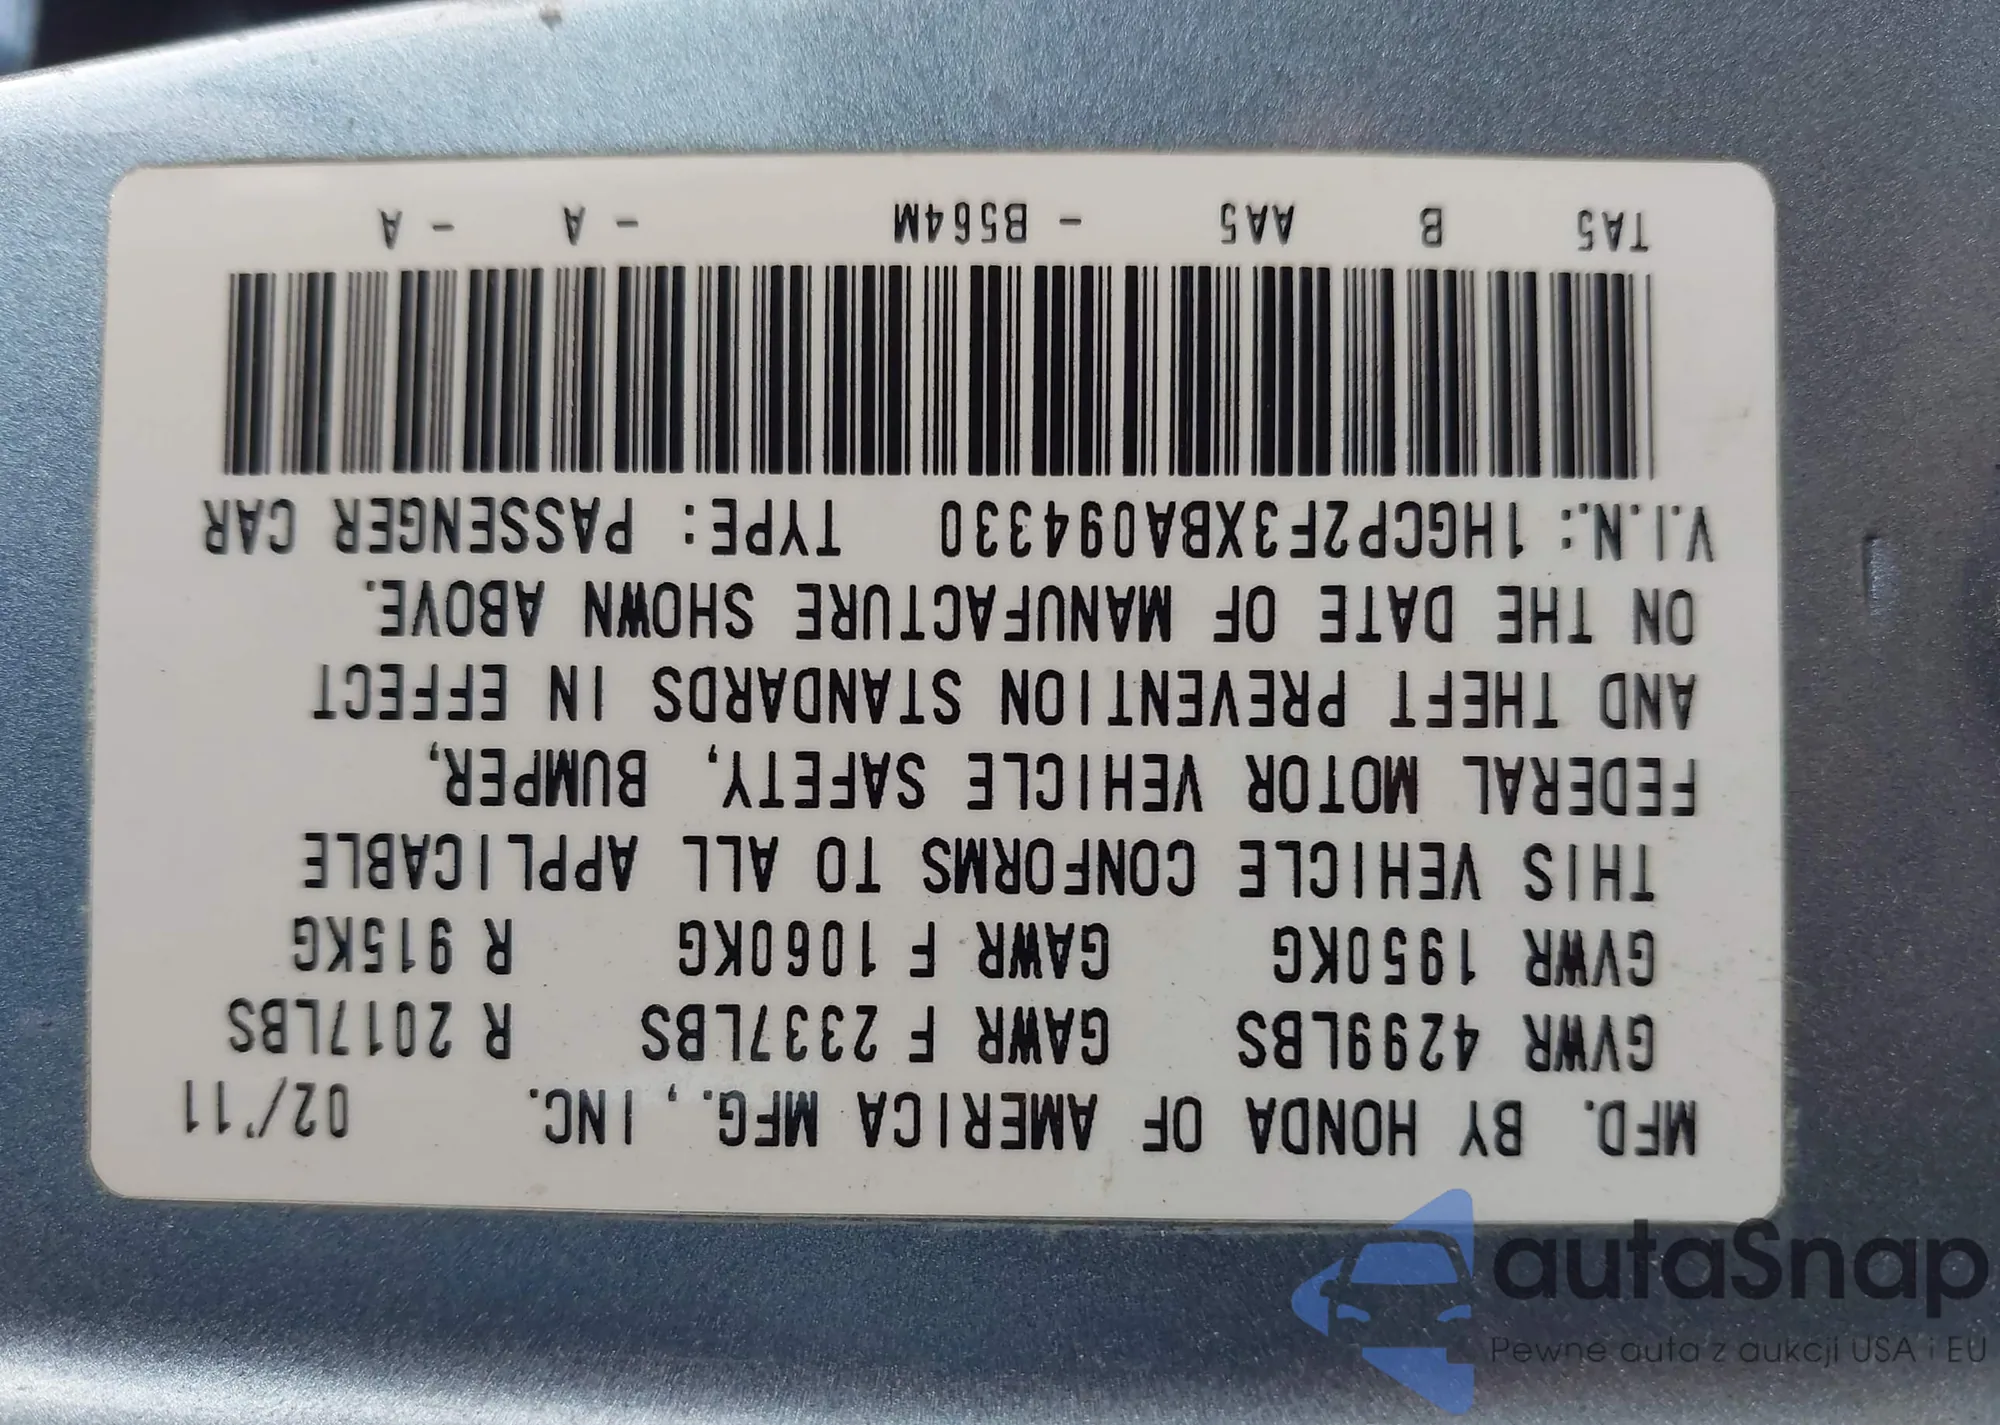 MFD. BY HONDA OF AMERICA MFG., INC. 02/'11
GVWR 4299LBS GAWR F 2337LBS R 2017LBS
GVWR 1950KG GAWR F 1060KG R 915KG
THIS VEHICLE CONFORMS TO ALL APPLICABLE
FEDERAL MOTOR VEHICLE SAFETY, BUMPER,
AND THEFT PREVENTION STANDARDS IN EFFECT
ON THE DATE OF MANUFACTURE SHOWN ABOVE.
V.I.N.: 1HGCP2F3XBA094330 TYPE: PASSENGER CAR
TA5 B AA5 - B564M - A - A
autaSnap
Pewne auta z aukcji USA i EU